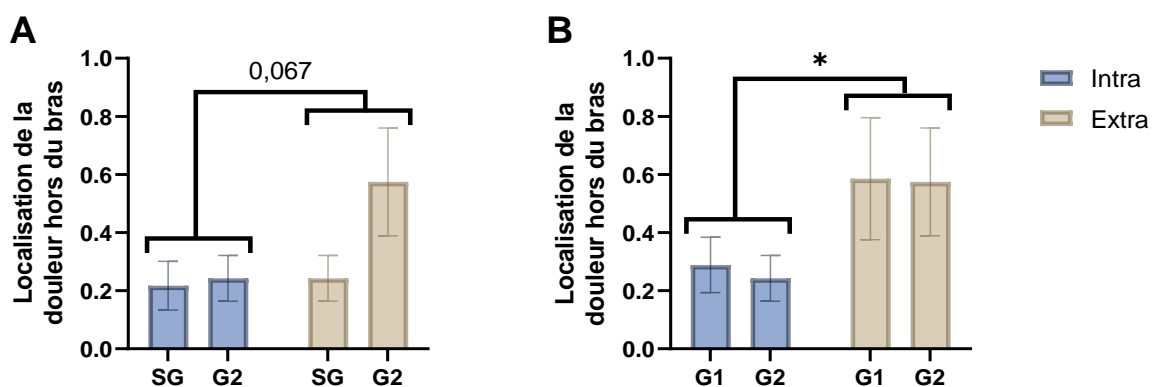 A
Localisation de la
douleur hors du bras
1.0
0.8
0.6
0.4
0.2
0.0
0,067
SG G2 SG G2
B
Localisation de la
douleur hors du bras
1.0
0.8
0.6
0.4
0.2
0.0
*
G1 G2 G1 G2
Intra
Extra